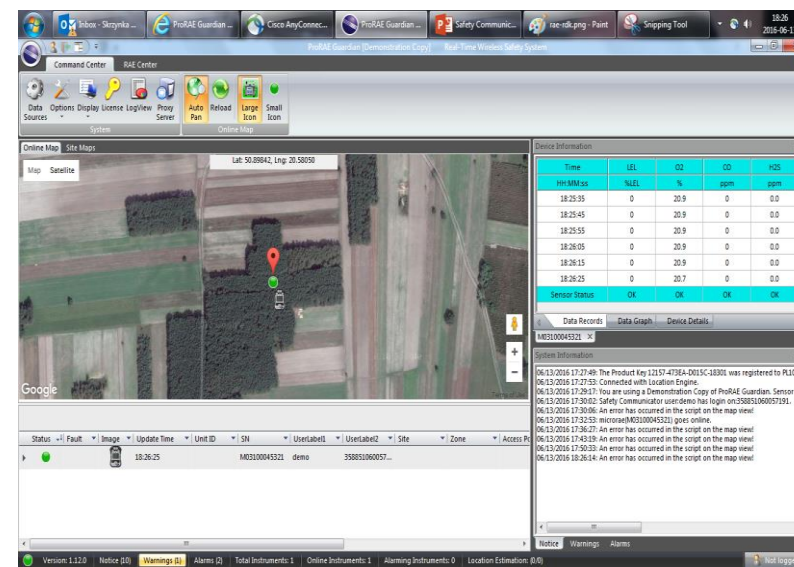 Inbox - Skrzynka ...
ProRAE Guardian ...
Cisco AnyConnec...
ProRAE Guardian ...
Safety Communic...
rae-rdk.png - Paint
Snipping Tool
18:26
2016-06-1
ProRAE Guardian [Demonstration Copy] Real-Time Wireless Safety System
Command Center RAE Center
Data Sources
Options
Display
License
LogView
Proxy Server
Auto Pan
Reload
Large Icon
Small Icon
System
Online Map
Online Map Site Maps
Map Satellite
Lat: 50.89842, Lng: 20.58050
Google
Terms of Use
Device Information
Time LEL O2 CO H2S
HH:MM:ss %LEL % ppm ppm
18:25:35 0 20.9 0 0.0
18:25:45 0 20.9 0 0.0
18:25:55 0 20.9 0 0.0
18:26:05 0 20.9 0 0.0
18:26:15 0 20.9 0 0.0
18:26:25 0 20.7 0 0.0
Sensor Status OK OK OK OK
Data Records Data Graph Device Details
M03100045321
System Information
06/13/2016 17:27:49: The Product Key 12157-473EA-D015C-18301 was registered to PL10
06/13/2016 17:27:53: Connected with Location Engine.
06/13/2016 17:29:17: You are using a Demonstration Copy of ProRAE Guardian. Sensor
06/13/2016 17:30:02: Safety Communicator user:demo has login on:358851060057191.
06/13/2016 17:30:06: An error has occurred in the script on the map view!
06/13/2016 17:32:53: microrae(M03100045321) goes online.
06/13/2016 17:36:27: An error has occurred in the script on the map view!
06/13/2016 17:43:19: An error has occurred in the script on the map view!
06/13/2016 17:50:33: An error has occurred in the script on the map view!
06/13/2016 18:26:14: An error has occurred in the script on the map view!
Notice Warnings Alarms
Status Fault Image Update Time Unit ID SN UserLabel1 UserLabel2 Site Zone Access Po
18:26:25 M03100045321 demo 358851060057...
Version: 1.12.0 Notice (10) Warnings (1) Alarms (2) Total Instruments: 1 Online Instruments: 1 Alarming Instruments: 0 Location Estimation: (0/0) Not logge